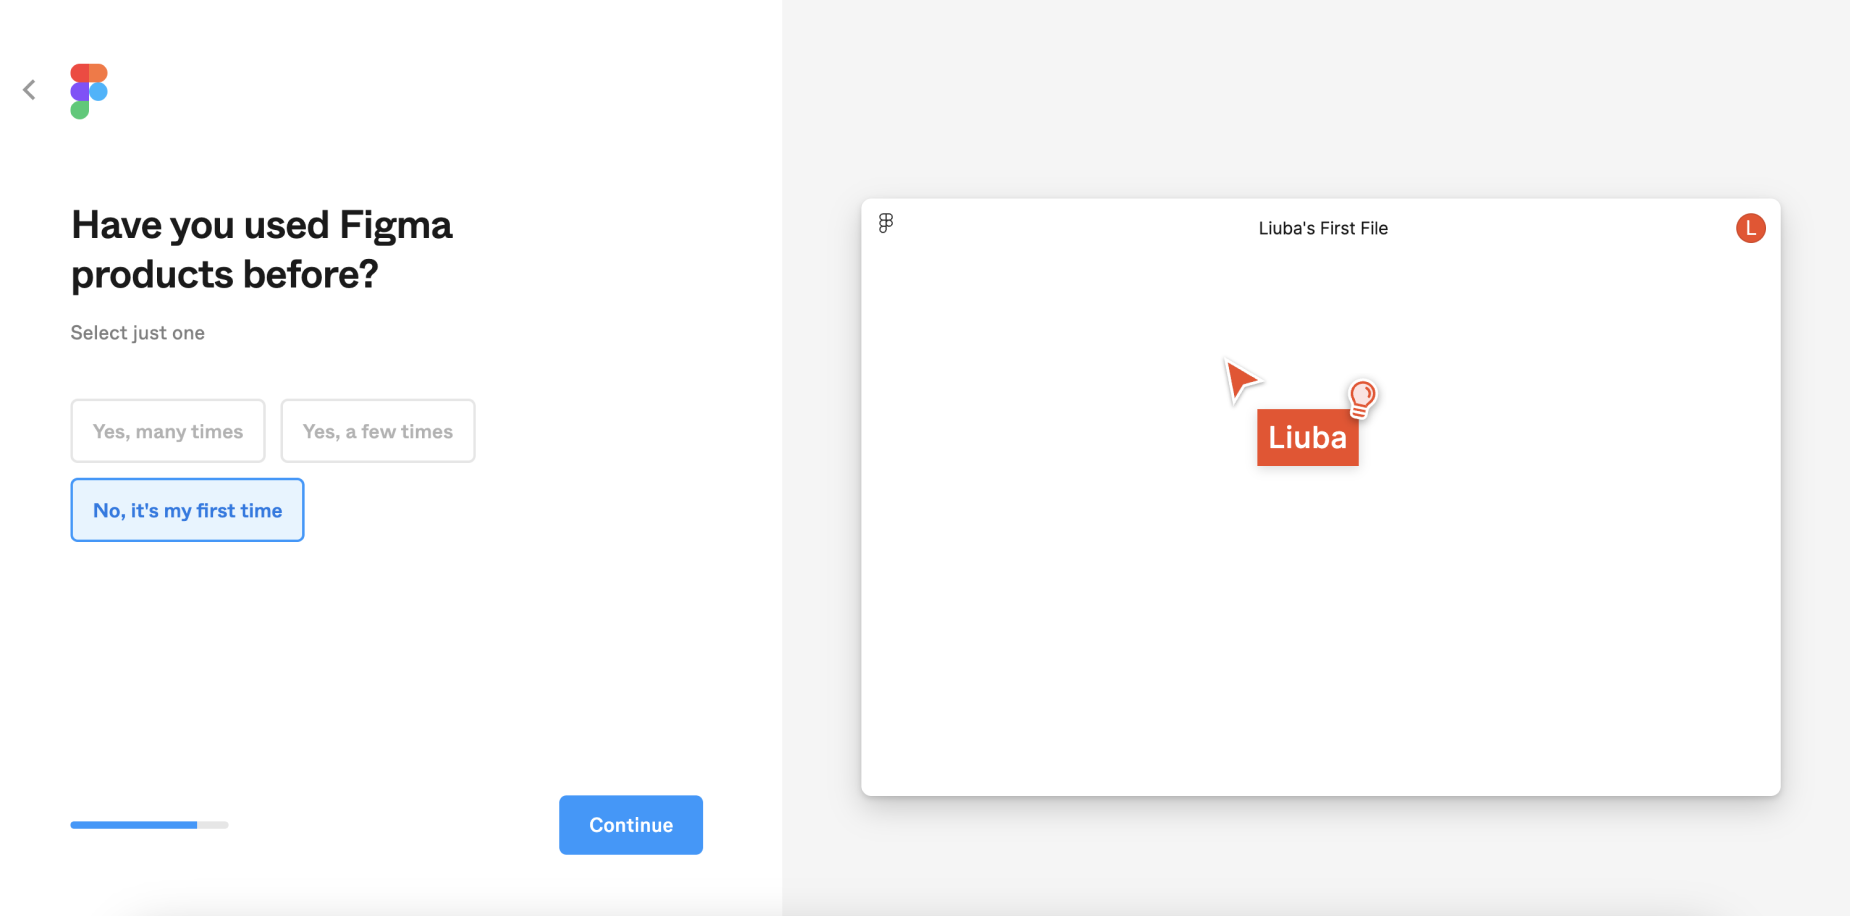 Have you used Figma
products before?
Select just one
Yes, many times
Yes, a few times
No, it's my first time
Continue
Liuba's First File
L
Liuba